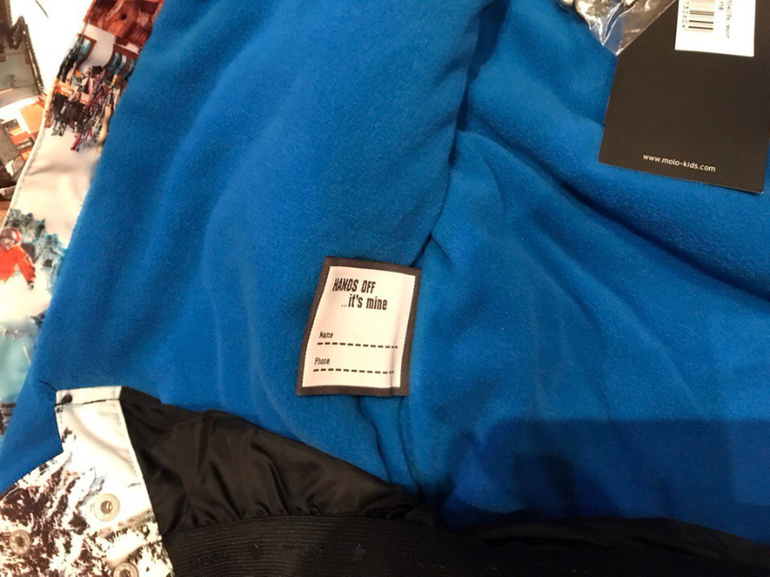 www.molo-kids.com
HANDS OFF
...it's mine
Name
Phone